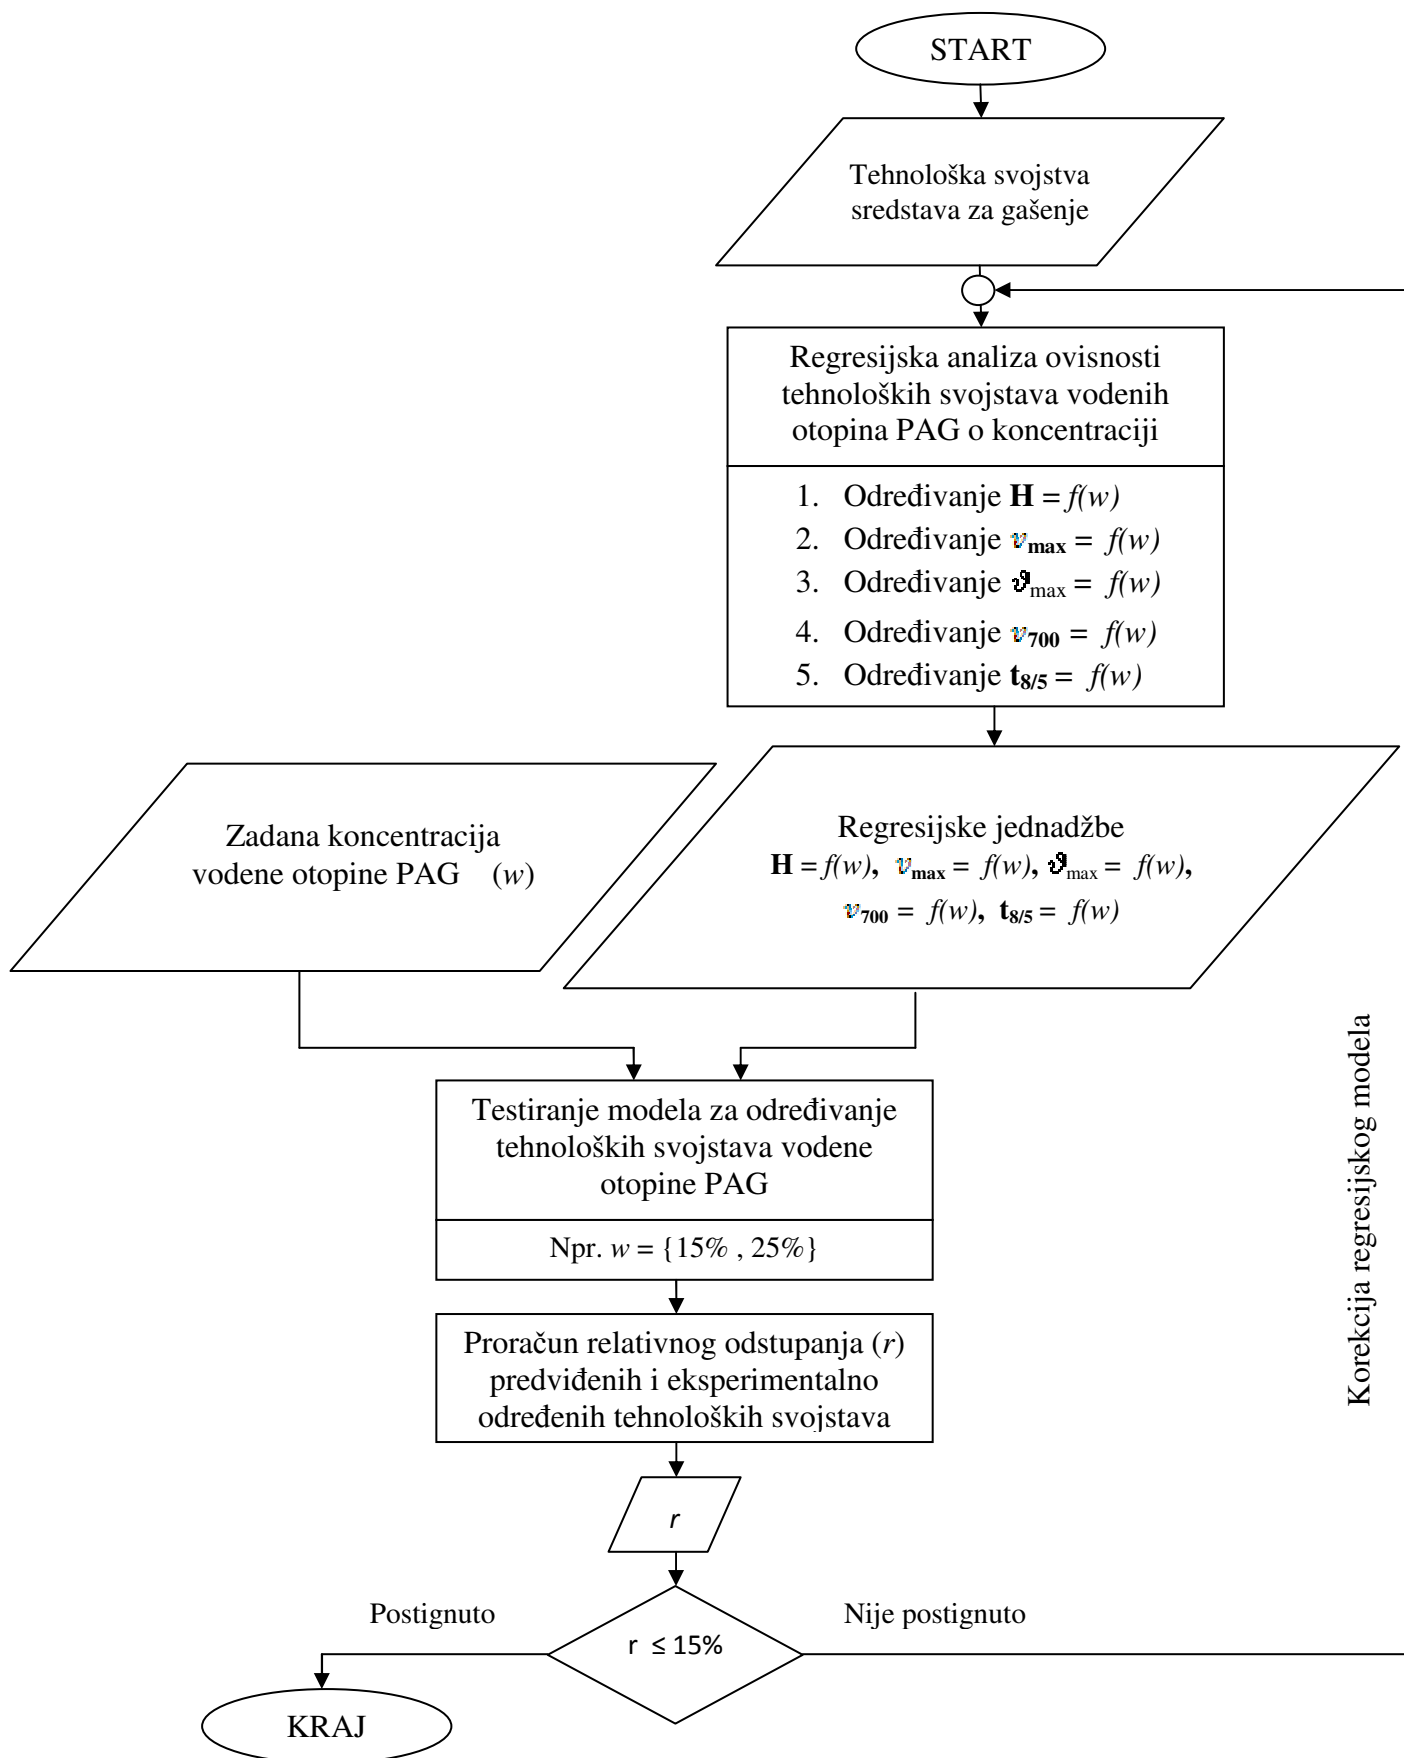 START
Tehnološka svojstva
sredstava za gašenje
Regresijska analiza ovisnosti
tehnoloških svojstava vodenih
otopina PAG o koncentraciji
1. Određivanje H = f(w)
2. Određivanje v_max = f(w)
3. Određivanje ϑ_max = f(w)
4. Određivanje v_700 = f(w)
5. Određivanje t_8/5 = f(w)
Zadana koncentracija
vodene otopine PAG (w)
Regresijske jednadžbe
H = f(w), v_max = f(w), ϑ_max = f(w),
v_700 = f(w), t_8/5 = f(w)
Testiranje modela za određivanje
tehnoloških svojstava vodene
otopine PAG
Npr. w = {15% , 25%}
Proračun relativnog odstupanja (r)
predviđenih i eksperimentalno
određenih tehnoloških svojstava
r
Postignuto
r ≤ 15%
Nije postignuto
KRAJ
Korekcija regresijskog modela